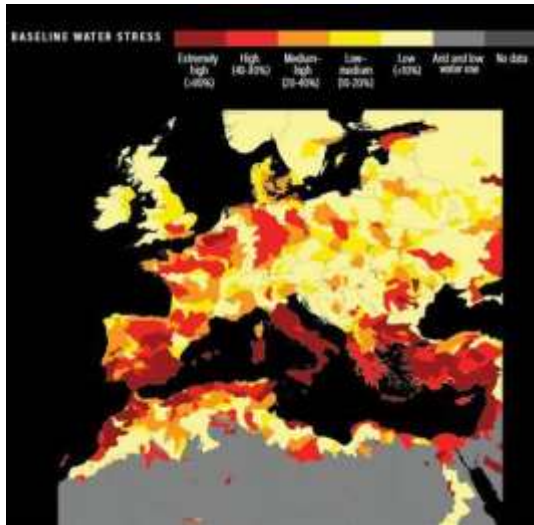 BASELINE WATER STRESS
Extremely high (>80%)
High (40-80%)
Medium-high (20-40%)
Low-medium (10-20%)
Low (<10%)
Arid and low water use
No data